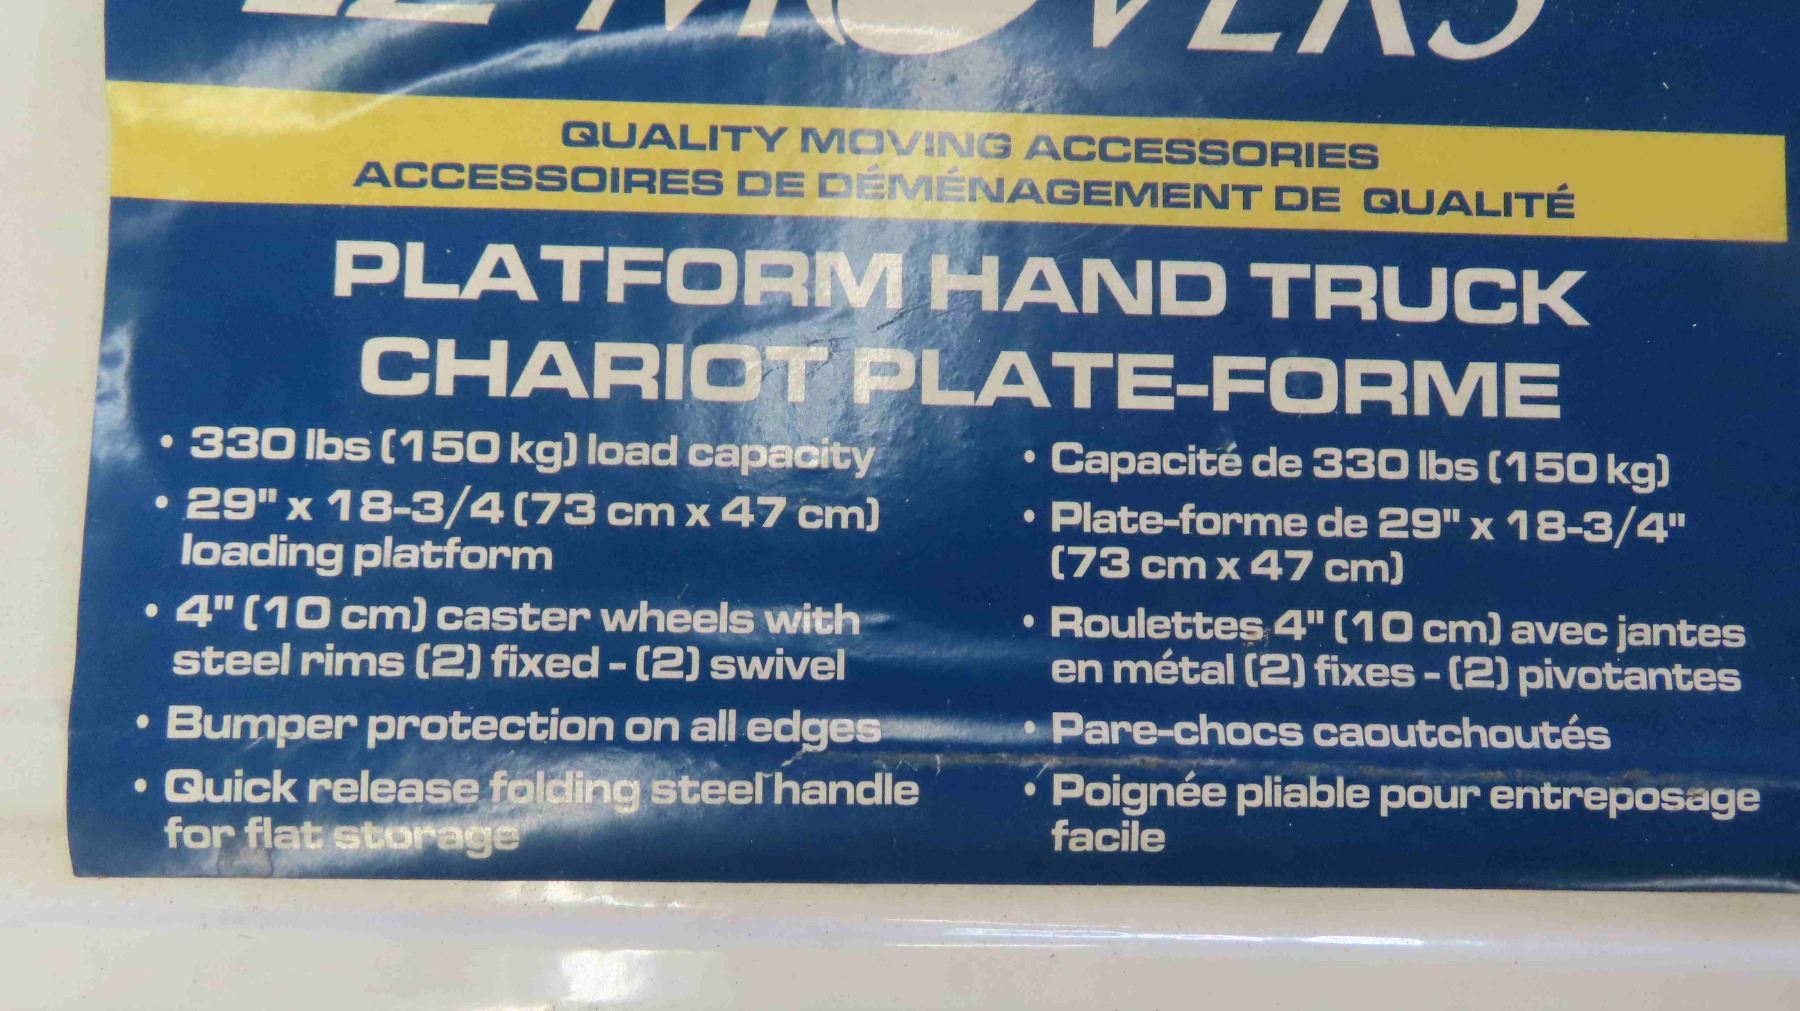 MOVERS
QUALITY MOVING ACCESSORIES
ACCESSOIRES DE DÉMÉNAGEMENT DE QUALITÉ
PLATFORM HAND TRUCK
CHARIOT PLATE-FORME
• 330 lbs (150 kg) load capacity
• 29" x 18-3/4 (73 cm x 47 cm)
loading platform
• 4" (10 cm) caster wheels with
steel rims (2) fixed - (2) swivel
• Bumper protection on all edges
• Quick release folding steel handle
for flat storage
• Capacité de 330 lbs (150 kg)
• Plate-forme de 29" x 18-3/4"
(73 cm x 47 cm)
• Roulettes 4" (10 cm) avec jantes
en métal (2) fixes - (2) pivotantes
• Pare-chocs caoutchoutés
• Poignée pliable pour entreposage
facile